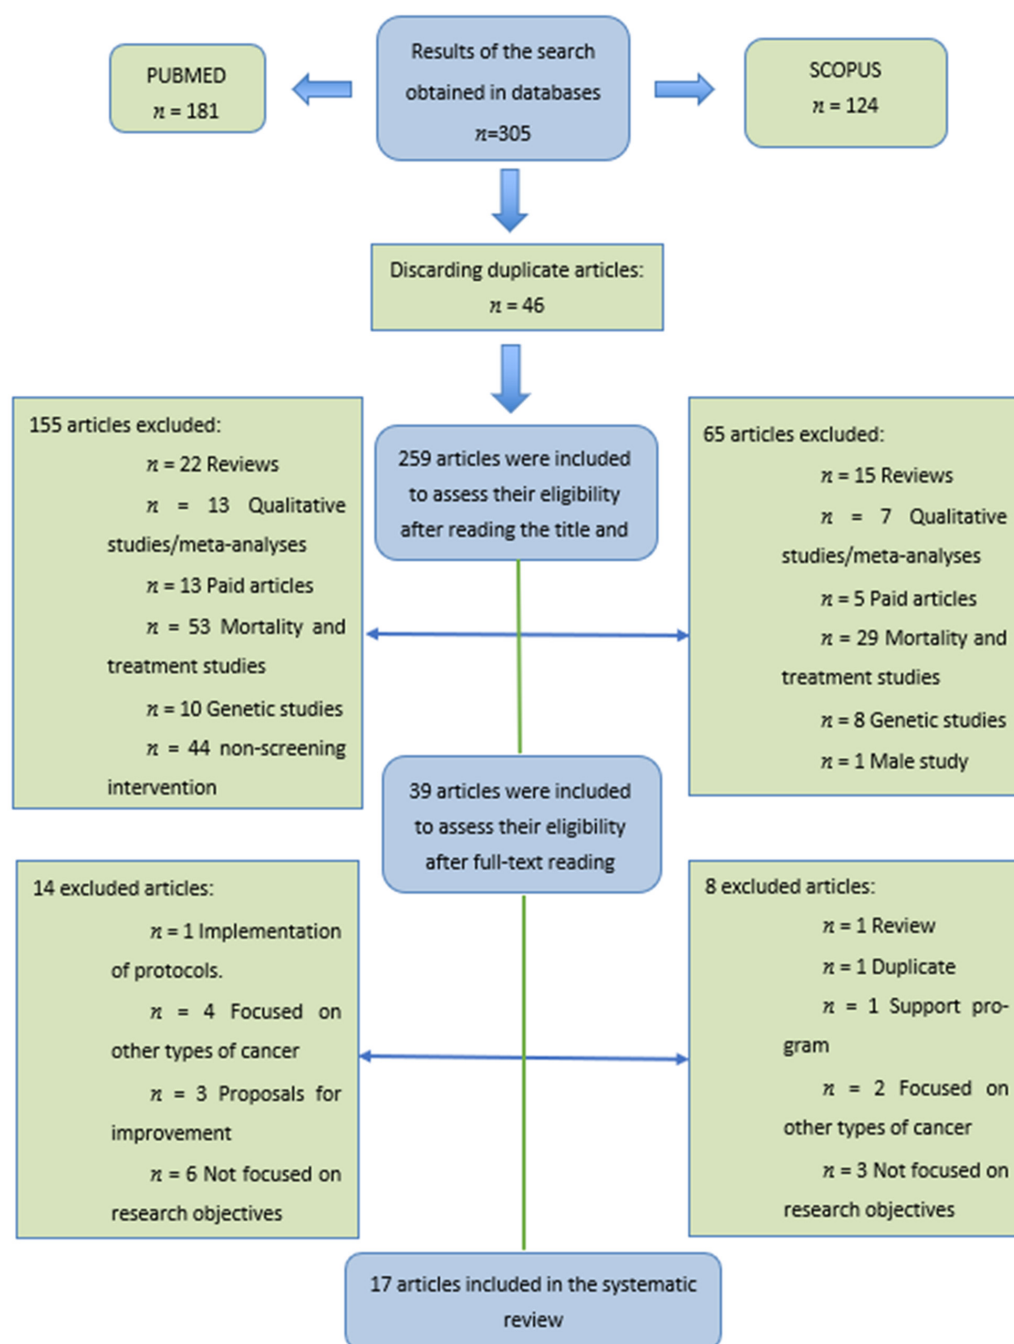 PUBMED
n = 181
Results of the search
obtained in databases
n=305
SCOPUS
n = 124
Discarding duplicate articles:
n = 46
155 articles excluded:
n = 22 Reviews
n = 13 Qualitative
studies/meta-analyses
n = 13 Paid articles
n = 53 Mortality and
treatment studies
n = 10 Genetic studies
n = 44 non-screening
intervention
259 articles were included
to assess their eligibility
after reading the title and
65 articles excluded:
n = 15 Reviews
n = 7 Qualitative
studies/meta-analyses
n = 5 Paid articles
n = 29 Mortality and
treatment studies
n = 8 Genetic studies
n = 1 Male study
39 articles were included
to assess their eligibility
after full-text reading
14 excluded articles:
n = 1 Implementation
of protocols.
n = 4 Focused on
other types of cancer
n = 3 Proposals for
improvement
n = 6 Not focused on
research objectives
8 excluded articles:
n = 1 Review
n = 1 Duplicate
n = 1 Support pro-
gram
n = 2 Focused on
other types of cancer
n = 3 Not focused on
research objectives
17 articles included in the systematic
review